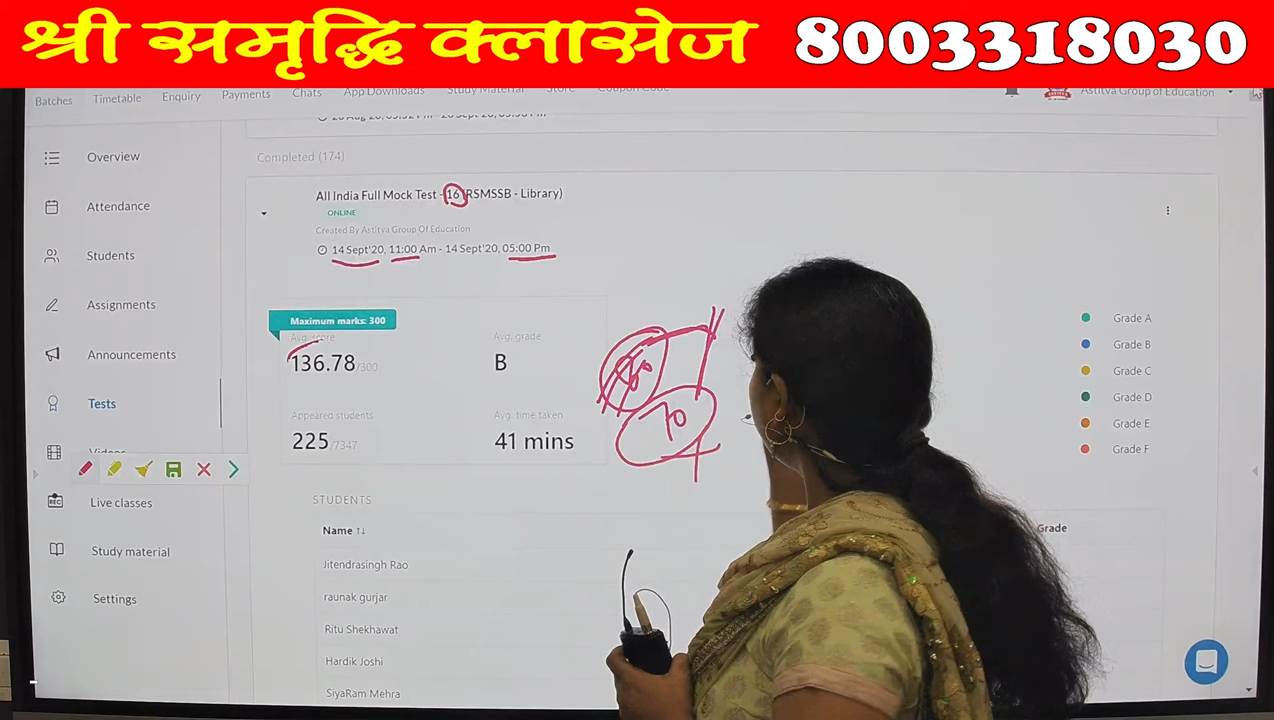 श्री समृद्धि क्लासेज 8003318030
Batches Timetable Enquiry Payments Chats App Downloads Study Material Store Coupon Code Astitva Group of Education
Completed (174)
Overview
Attendance
Students
Assignments
Announcements
Tests
Videos
Live classes
REC
Study material
Settings
All India Full Mock Test - 16 (RSMSSB - Library)
ONLINE
Created By Astitva Group Of Education
14 Sept'20, 11:00 Am - 14 Sept'20, 05:00 Pm
Maximum marks: 300
Avg. score
136.78/300
Avg. grade
B
Appeared students
225/7347
Avg. time taken
41 mins
70
Grade A
Grade B
Grade C
Grade D
Grade E
Grade F
STUDENTS
Name ↑↓ Grade
Jitendrasingh Rao
raunak gurjar
Ritu Shekhawat
Hardik Joshi
SiyaRam Mehra